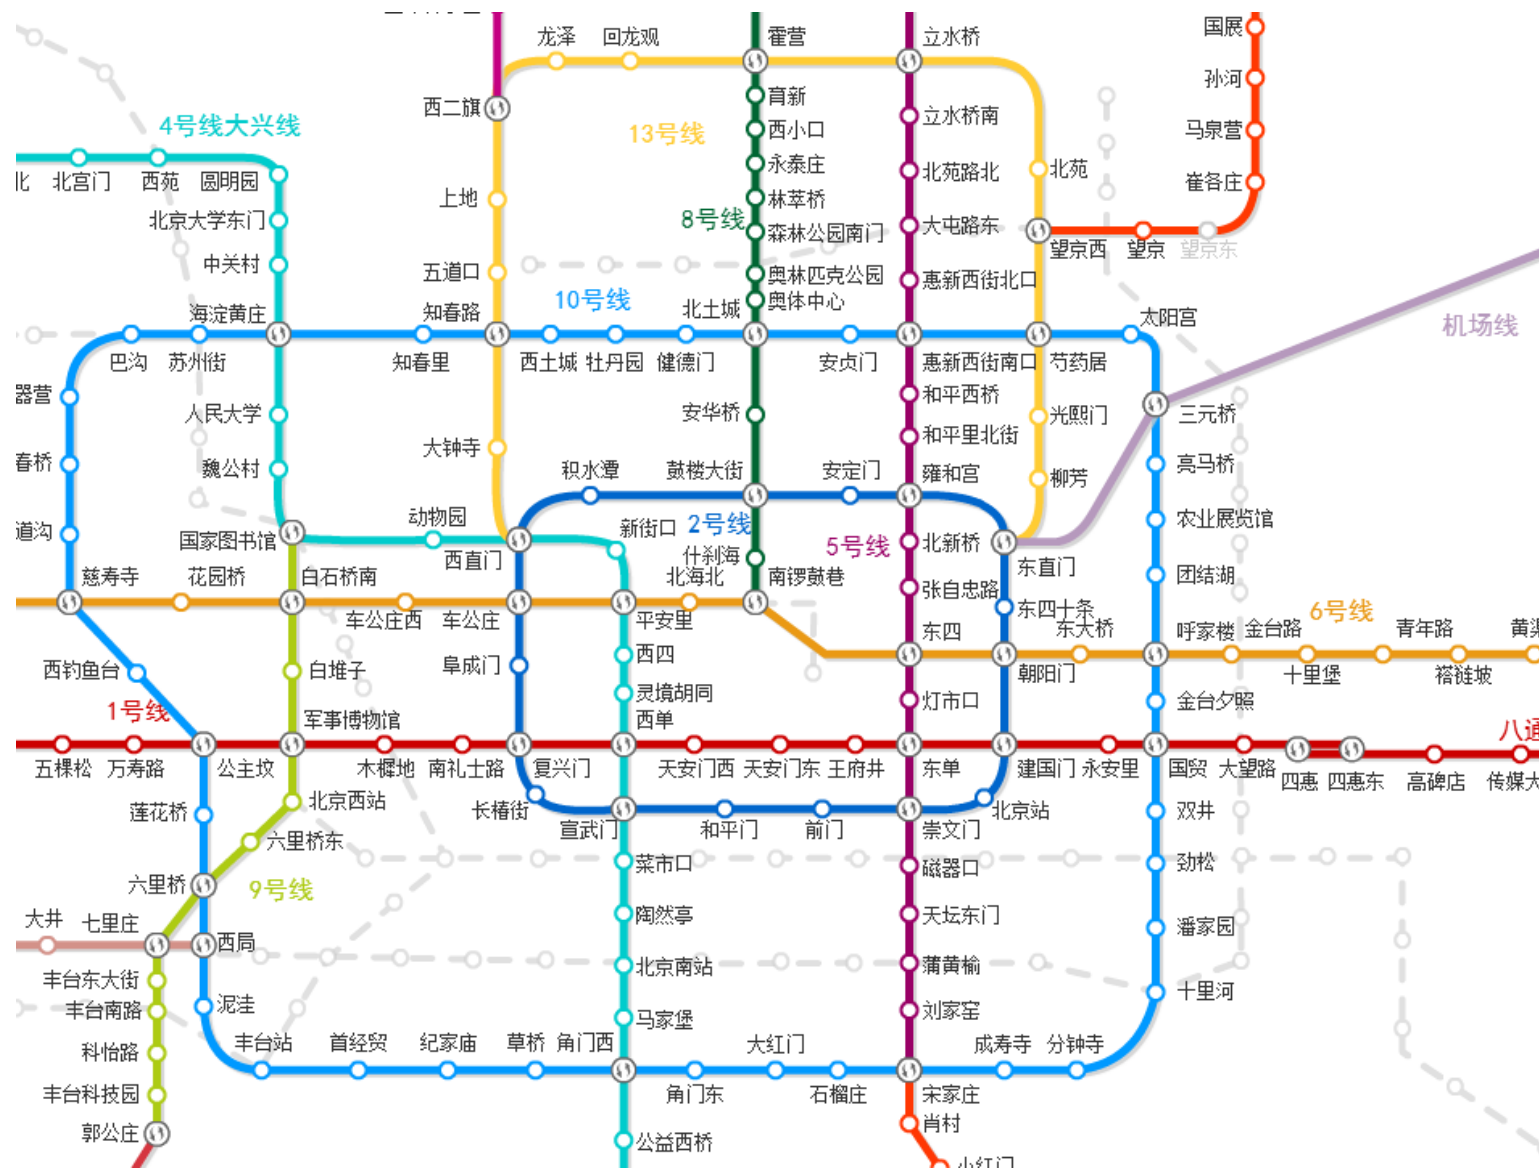 龙泽
回龙观
霍营
立水桥
国展
孙河
西二旗
育新
4号线大兴线
13号线
西小口
立水桥南
马泉营
永泰庄
北
北宫门
西苑
圆明园
北苑路北
北苑
崔各庄
上地
林萃桥
北京大学东门
8号线
森林公园南门
大屯路东
望京西
望京
望京东
中关村
五道口
奥林匹克公园
惠新西街北口
10号线
奥体中心
海淀黄庄
知春路
北土城
太阳宫
机场线
巴沟
苏州街
知春里
西土城
牡丹园
健德门
安贞门
惠新西街南口
芍药居
器营
和平西桥
人民大学
安华桥
光熙门
三元桥
和平里北街
大钟寺
春桥
魏公村
积水潭
鼓楼大街
安定门
雍和宫
柳芳
亮马桥
动物园
新街口
2号线
农业展览馆
道沟
国家图书馆
西直门
什刹海
5号线
北新桥
东直门
慈寿寺
花园桥
白石桥南
北海北
南锣鼓巷
团结湖
张自忠路
车公庄西
车公庄
平安里
东四十条
6号线
东四
东大桥
呼家楼
金台路
青年路
黄渠
西钓鱼台
白堆子
阜成门
西四
朝阳门
十里堡
褡裢坡
灵境胡同
1号线
灯市口
金台夕照
军事博物馆
西单
八通
五棵松
万寿路
公主坟
木樨地
南礼士路
复兴门
天安门西
天安门东
王府井
东单
建国门
永安里
国贸
大望路
四惠
四惠东
高碑店
传媒大
莲花桥
北京西站
长椿街
宣武门
和平门
前门
崇文门
北京站
双井
六里桥东
菜市口
磁器口
劲松
六里桥
9号线
大井
七里庄
西局
陶然亭
天坛东门
潘家园
丰台东大街
北京南站
蒲黄榆
十里河
丰台南路
泥洼
马家堡
刘家窑
科怡路
丰台站
首经贸
纪家庙
草桥
角门西
大红门
成寿寺
分钟寺
丰台科技园
角门东
石榴庄
宋家庄
郭公庄
公益西桥
肖村
小红门